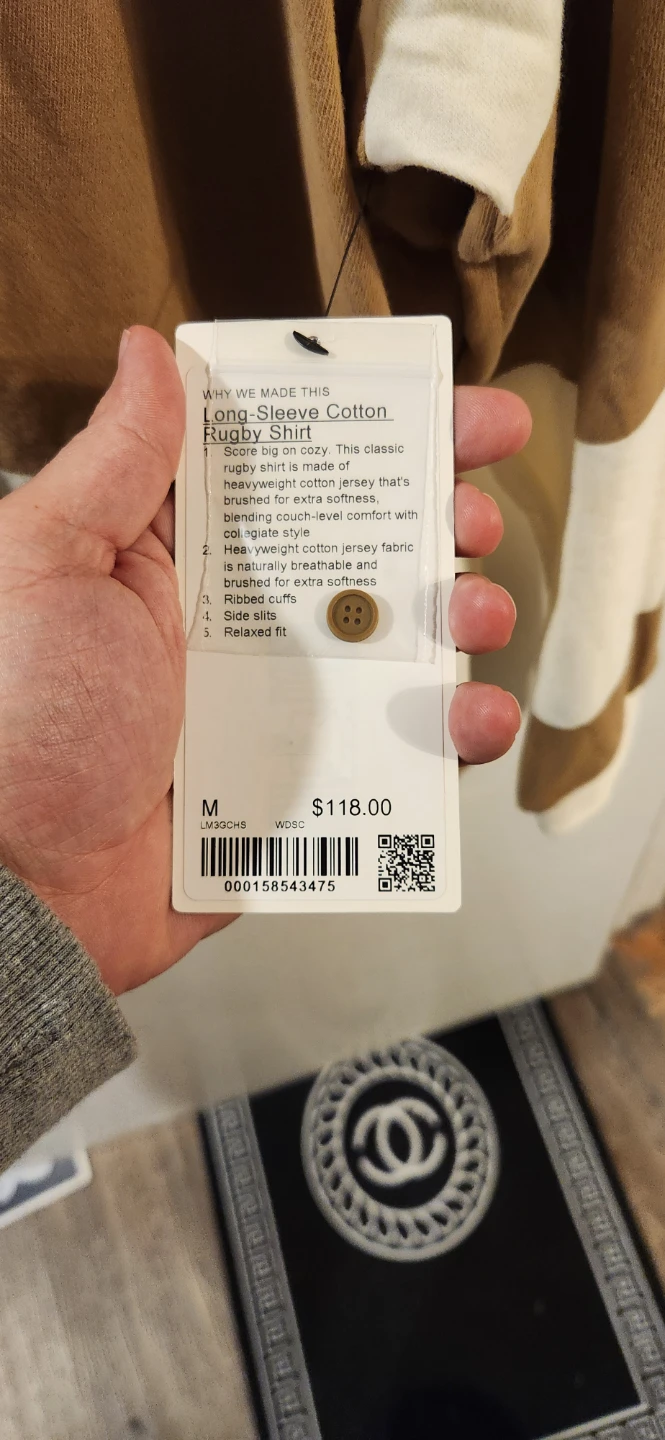 WHY WE MADE THIS
Long-Sleeve Cotton
Rugby Shirt
1. Score big on cozy. This classic
rugby shirt is made of
heavyweight cotton jersey that's
brushed for extra softness,
blending couch-level comfort with
collegiate style
2. Heavyweight cotton jersey fabric
is naturally breathable and
brushed for extra softness
3. Ribbed cuffs
4. Side slits
5. Relaxed fit
M $118.00
LM3GCHS WDSC
000158543475